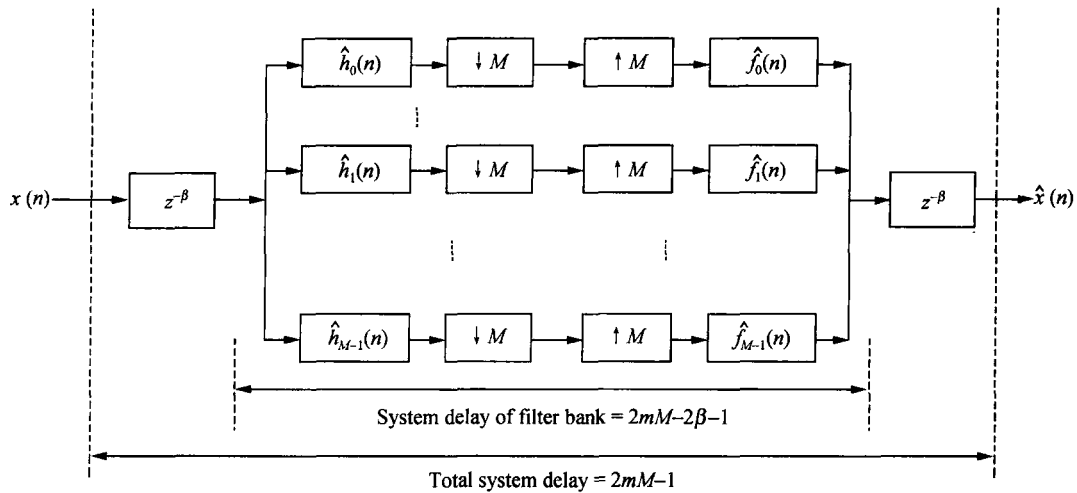 ĥ₀(n) ↓ M ↑ M f̂₀(n)
ĥ₁(n) ↓ M ↑ M f̂₁(n)
x (n) z⁻ᵝ z⁻ᵝ x̂ (n)
ĥ_{M–1}(n) ↓ M ↑ M f̂_{M–1}(n)
System delay of filter bank = 2mM–2β–1
Total system delay = 2mM–1